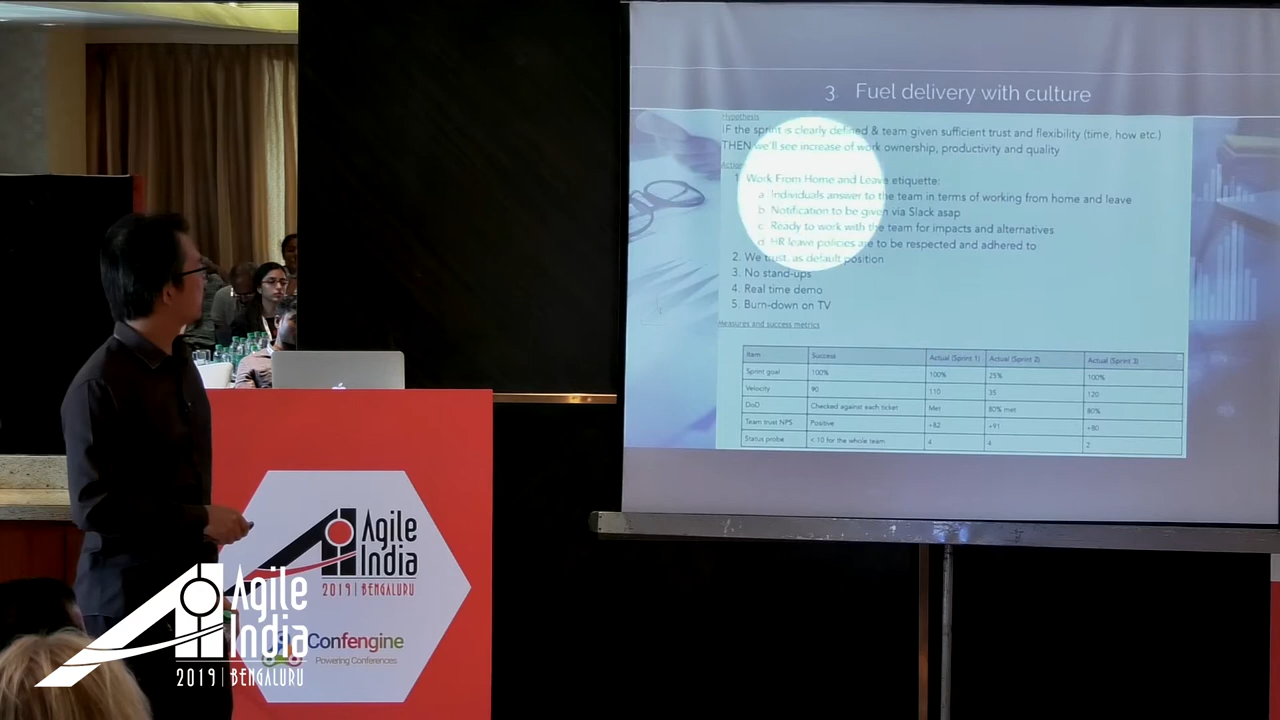 3. Fuel delivery with culture
Hypothesis
IF the sprint is clearly defined & team given sufficient trust and flexibility (time, how etc.)
THEN we'll see increase of work ownership, productivity and quality
1. Work From Home and Leave etiquette:
a. Individuals answer to the team in terms of working from home and leave
b. Notification to be given via Slack asap
c. Ready to work with the team for impacts and alternatives
d. HR leave policies are to be respected and adhered to
2. We trust, as default position
3. No stand-ups
4. Real time demo
5. Burn-down on TV
Measures and success metrics
Item Success Actual (Sprint 1) Actual (Sprint 2) Actual (Sprint 3)
Sprint goal 100% 100% 25% 100%
Velocity 90 110 35 120
DoD Checked against each ticket Met 80% met 80%
Team trust NPS Positive +82 +91 +80
Status probe < 10 for the whole team 4 4 2
Agile
India
2019 | BENGALURU
Confengine
Powering Conferences
Agile
India
2019 | BENGALURU